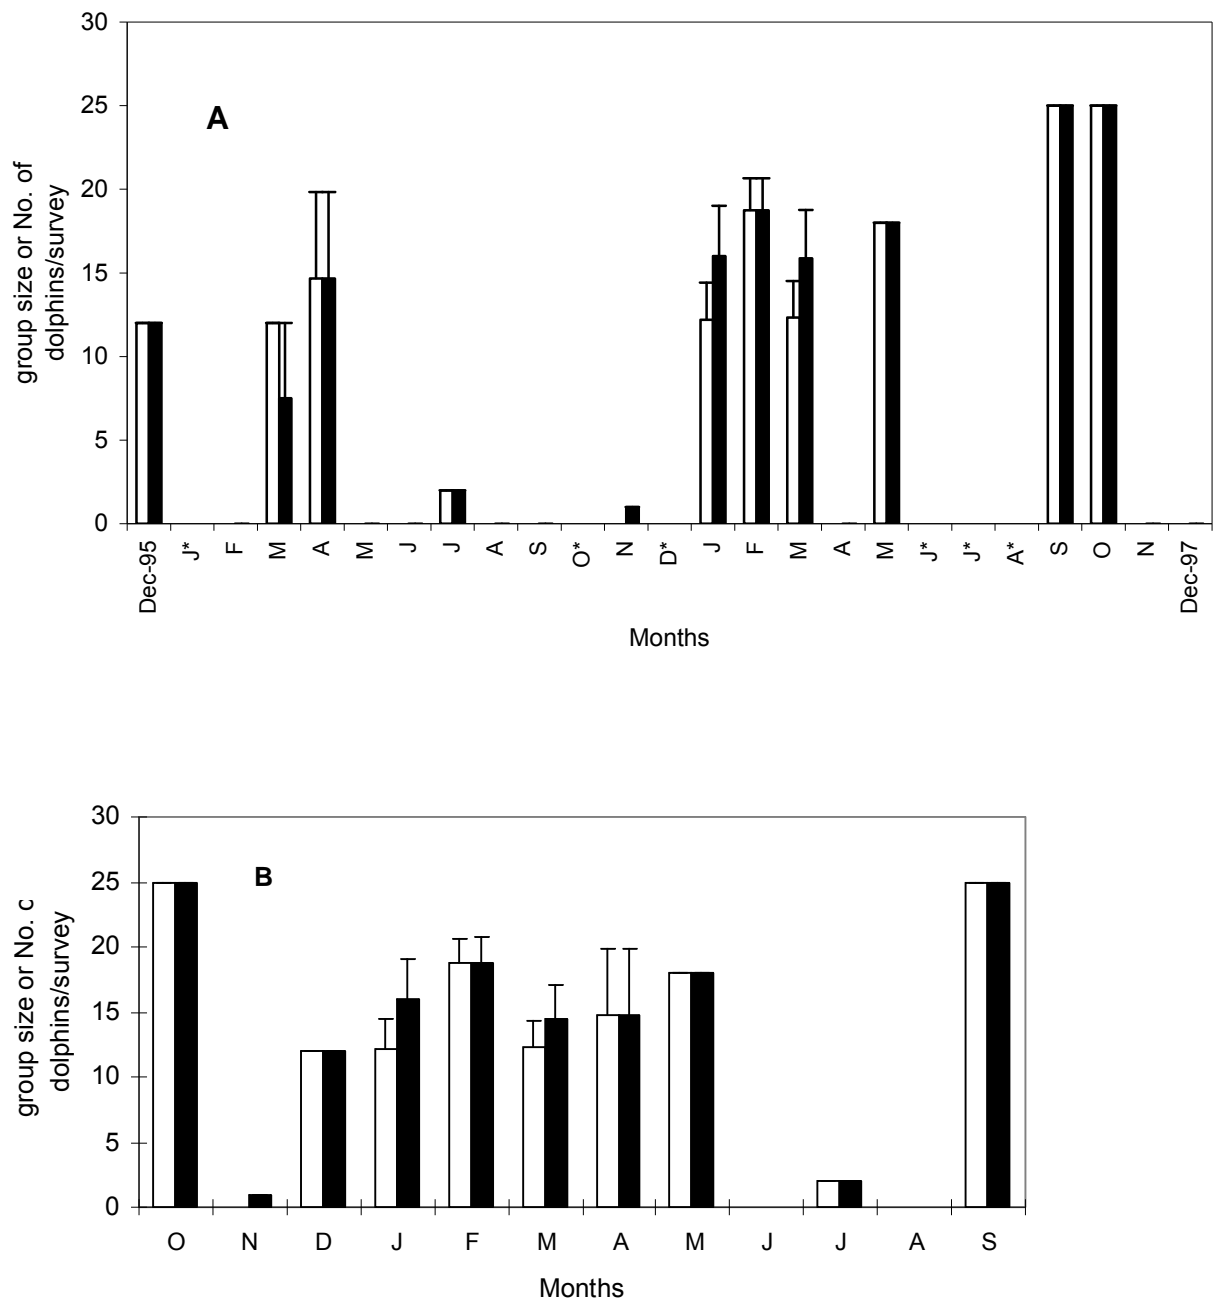 30
25
20
15
10
5
0
A
group size or No. of
dolphins/survey
Dec-95 J* F M A M J J A S O* N D* J F M A M J* J* A* S O N Dec-97
Months
30
25
20
15
10
5
0
B
group size or No. c
dolphins/survey
O N D J F M A M J J A S
Months